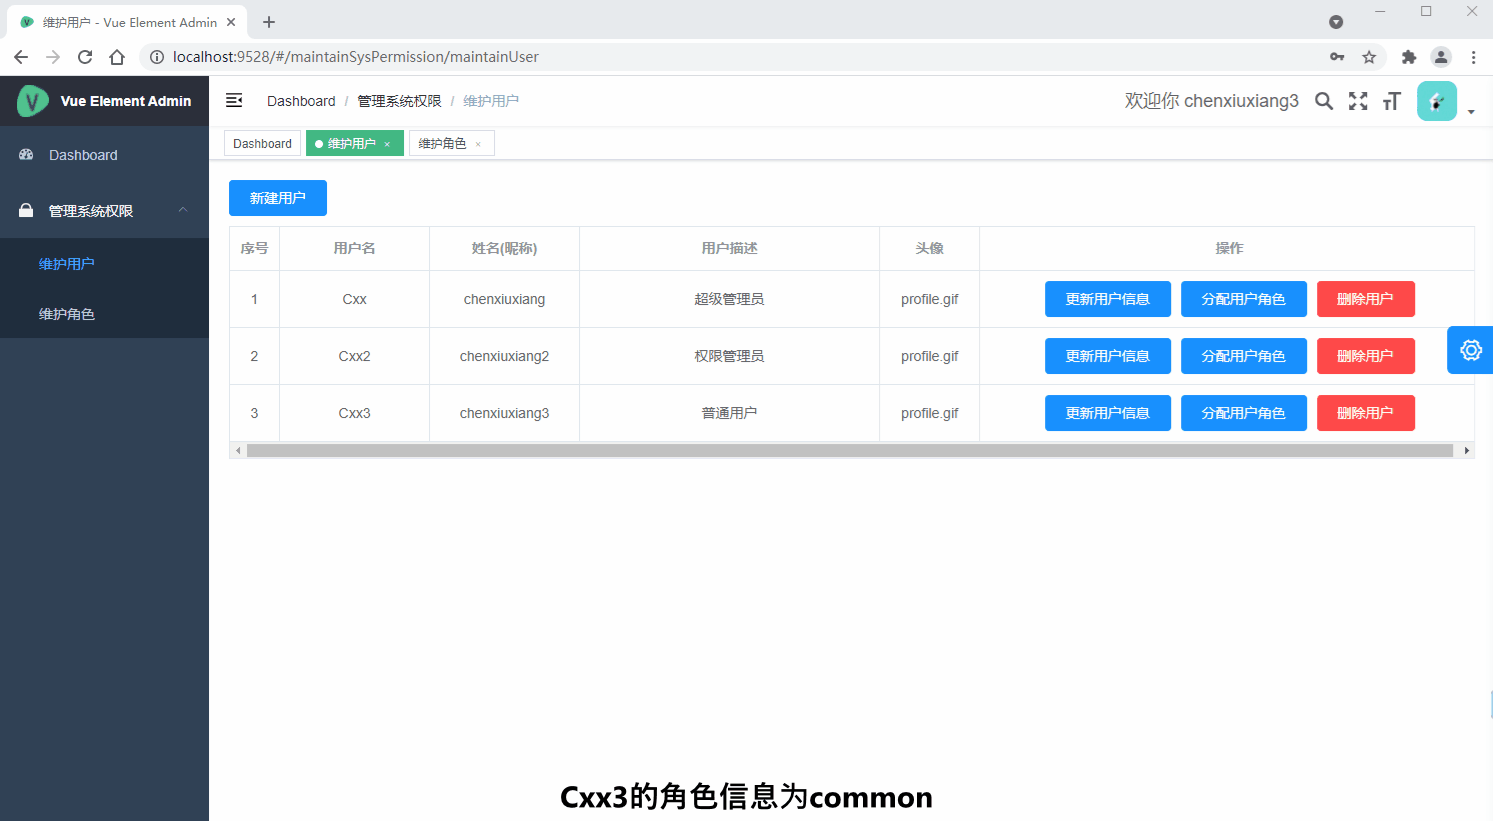 维护用户 - Vue Element Admin
localhost:9528/#/maintainSysPermission/maintainUser
Vue Element Admin
Dashboard / 管理系统权限 / 维护用户
欢迎你 chenxiuxiang3
Dashboard
维护用户 ×
维护角色 ×
Dashboard
管理系统权限
维护用户
维护角色
新建用户
序号 用户名 姓名(昵称) 用户描述 头像 操作
1 Cxx chenxiuxiang 超级管理员 profile.gif 更新用户信息 分配用户角色 删除用户
2 Cxx2 chenxiuxiang2 权限管理员 profile.gif 更新用户信息 分配用户角色 删除用户
3 Cxx3 chenxiuxiang3 普通用户 profile.gif 更新用户信息 分配用户角色 删除用户
Cxx3的角色信息为common